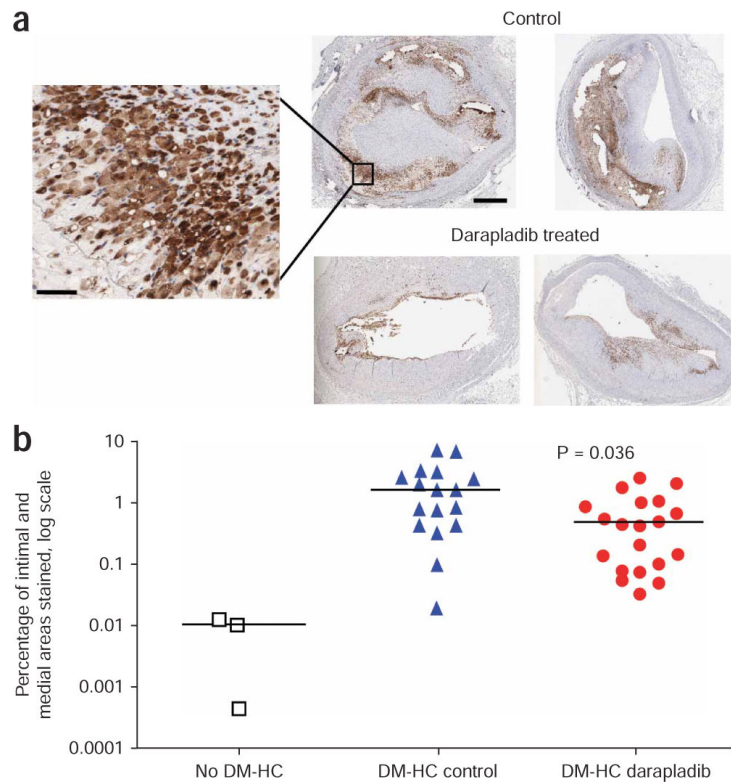 a
Control
Darapladib treated
b
Percentage of intimal and
medial areas stained, log scale
10
1
0.1
0.01
0.001
0.0001
P = 0.036
No DM-HC
DM-HC control
DM-HC darapladib